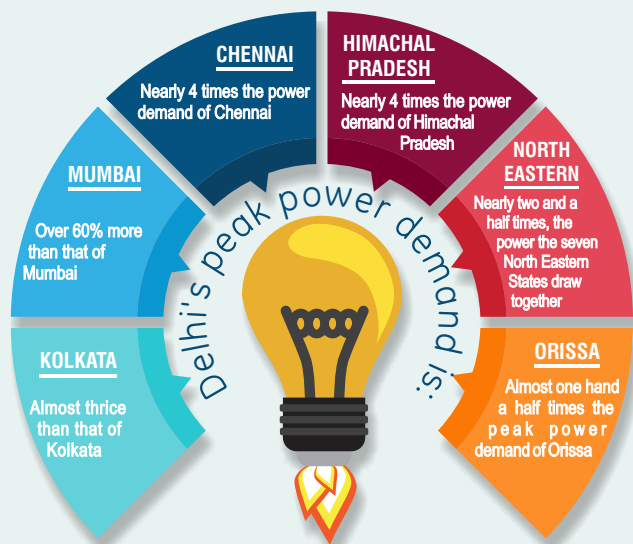 Delhi's peak power demand is:
KOLKATA
Almost thrice
than that of
Kolkata
MUMBAI
Over 60% more
than that of
Mumbai
CHENNAI
Nearly 4 times the power
demand of Chennai
HIMACHAL
PRADESH
Nearly 4 times the power
demand of Himachal
Pradesh
NORTH
EASTERN
Nearly two and a
half times, the
power the seven
North Eastern
States draw
together
ORISSA
Almost one hand
a half times the
peak power
demand of Orissa